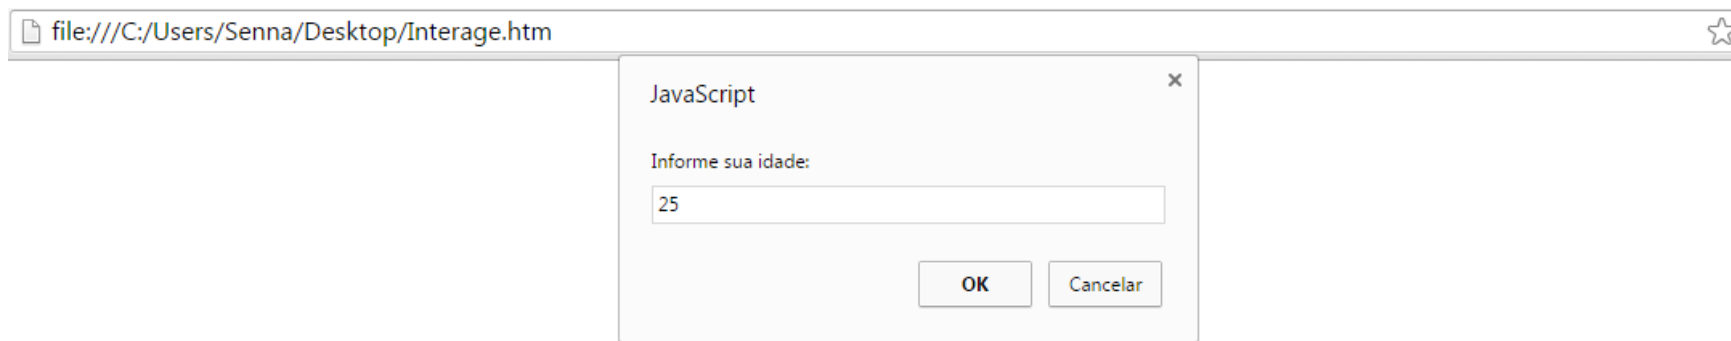 file:///C:/Users/Senna/Desktop/Interage.htm
JavaScript
Informe sua idade:
25
OK Cancelar